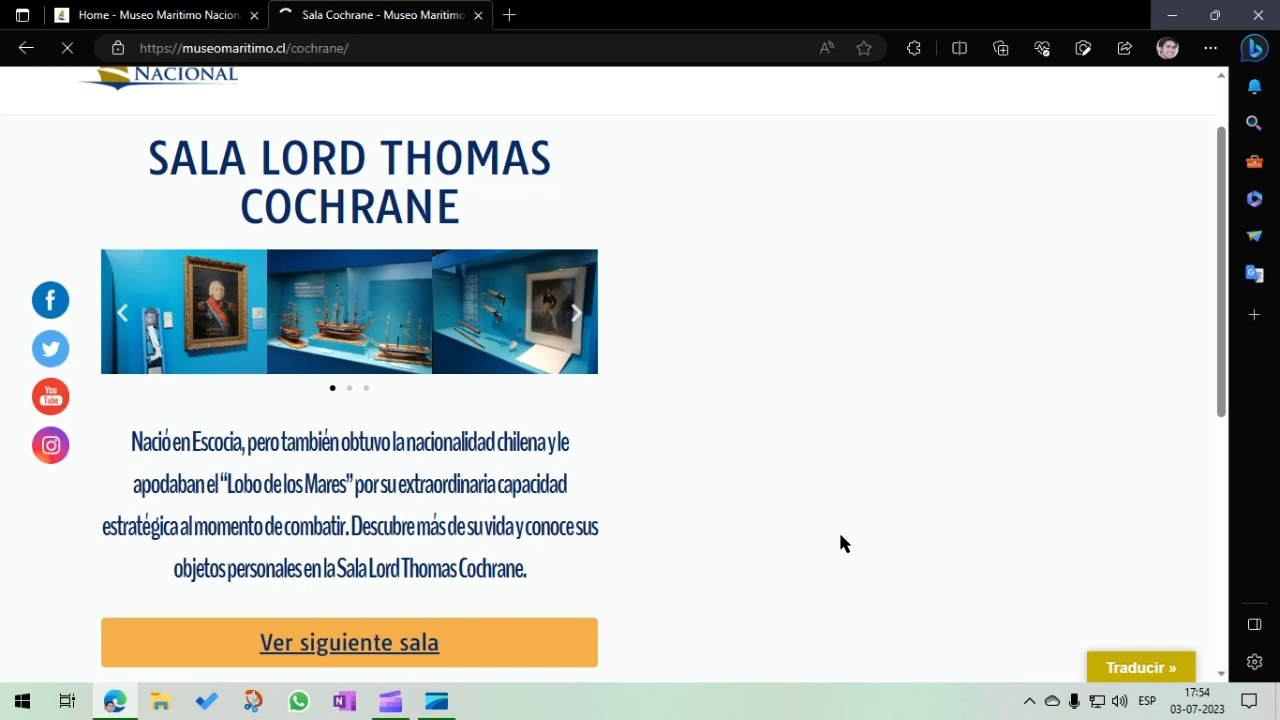 Home - Museo Maritimo Nacion
Sala Cochrane - Museo Maritimo
https://museomaritimo.cl/cochrane/
NACIONAL
SALA LORD THOMAS
COCHRANE
You
Tube
Nació en Escocia, pero también obtuvo la nacionalidad chilena y le
apodaban el “Lobo de los Mares” por su extraordinaria capacidad
estratégica al momento de combatir. Descubre más de su vida y conoce sus
objetos personales en la Sala Lord Thomas Cochrane.
Ver siguiente sala
Traducir »
ESP
17:54
03-07-2023